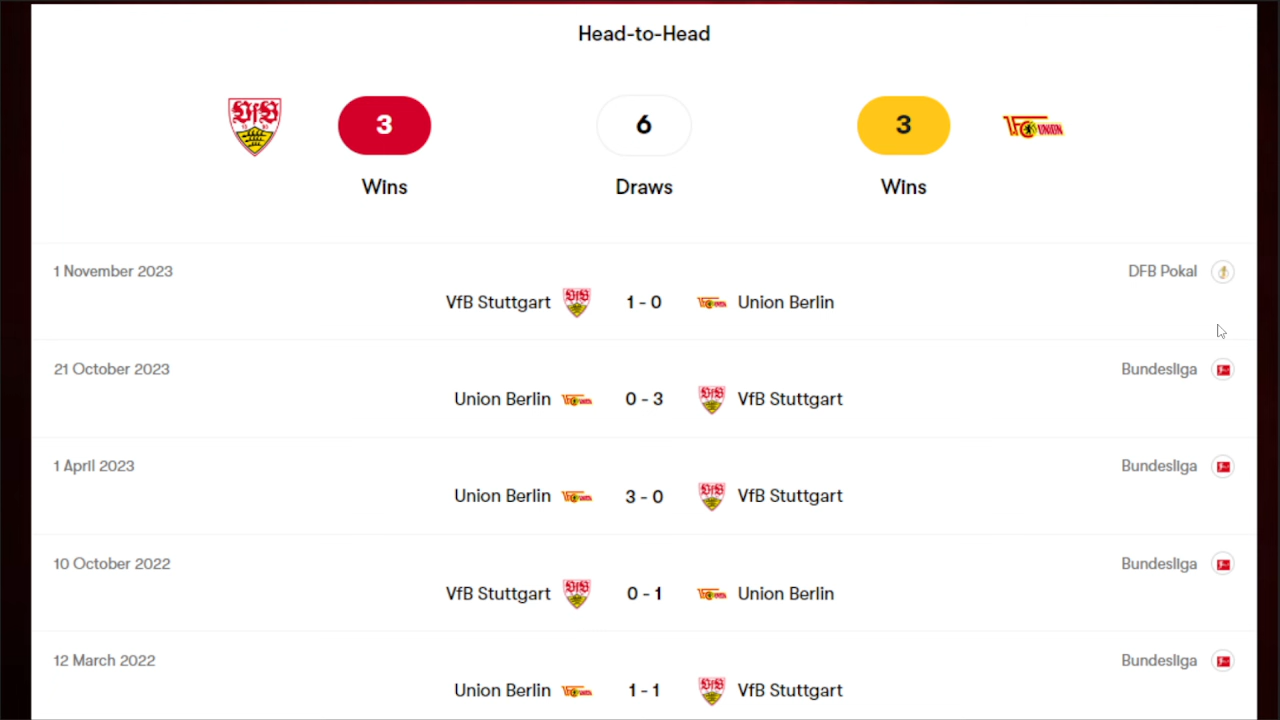 Head-to-Head
VfB
3
6
3
UNION
Wins
Draws
Wins
1 November 2023
DFB Pokal
VfB Stuttgart
1 - 0
Union Berlin
21 October 2023
Bundesliga
Union Berlin
0 - 3
VfB Stuttgart
1 April 2023
Bundesliga
Union Berlin
3 - 0
VfB Stuttgart
10 October 2022
Bundesliga
VfB Stuttgart
0 - 1
Union Berlin
12 March 2022
Bundesliga
Union Berlin
1 - 1
VfB Stuttgart